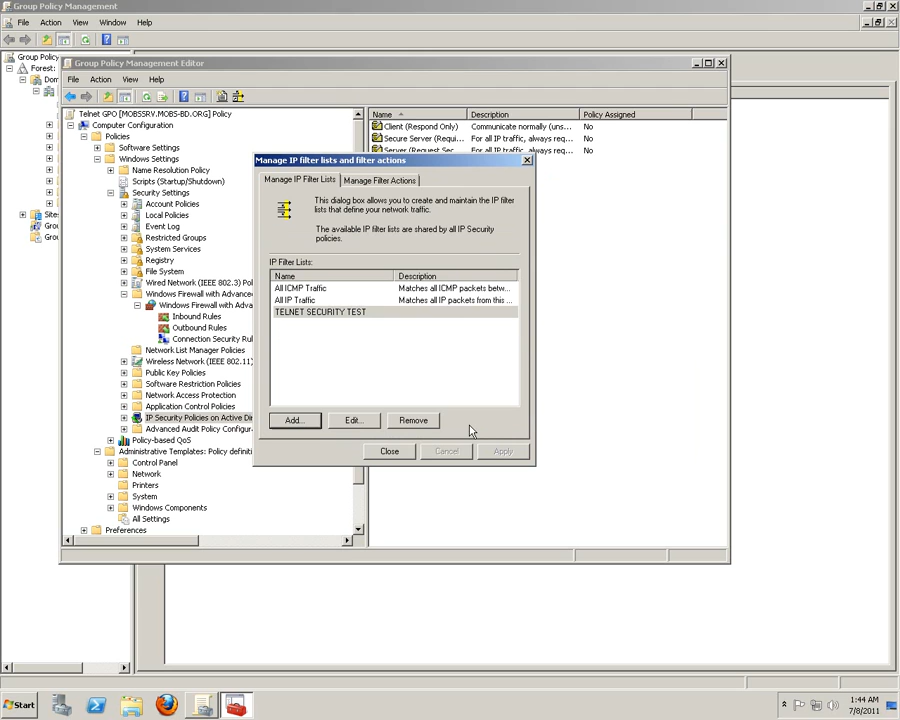 Group Policy Management
File Action View Window Help
Group Policy
Forest:
Dom
Site:
Grou
Grou
Group Policy Management Editor
File Action View Help
Telnet GPO [MOBSSRV.MOBS-BD.ORG] Policy
Computer Configuration
Policies
Software Settings
Windows Settings
Name Resolution Policy
Scripts (Startup/Shutdown)
Security Settings
Account Policies
Local Policies
Event Log
Restricted Groups
System Services
Registry
File System
Wired Network (IEEE 802.3) P
Windows Firewall with Advanc
Windows Firewall with Adva
Inbound Rules
Outbound Rules
Connection Security Rul
Network List Manager Policies
Wireless Network (IEEE 802.11)
Public Key Policies
Software Restriction Policies
Network Access Protection
Application Control Policies
IP Security Policies on Active Dir
Advanced Audit Policy Configur
Policy-based QoS
Administrative Templates: Policy definiti
Control Panel
Network
Printers
System
Windows Components
All Settings
Preferences
Name Description Policy Assigned
Client (Respond Only) Communicate normally (uns... No
Secure Server (Requi... For all IP traffic, always req... No
Server (Request Sec... For all IP traffic, always req... No
Manage IP filter lists and filter actions
Manage IP Filter Lists Manage Filter Actions
This dialog box allows you to create and maintain the IP filter
lists that define your network traffic.
The available IP filter lists are shared by all IP Security
policies.
IP Filter Lists:
Name Description
All ICMP Traffic Matches all ICMP packets betw...
All IP Traffic Matches all IP packets from this ...
TELNET SECURITY TEST
Add... Edit... Remove
Close Cancel Apply
Start
1:44 AM
7/8/2011